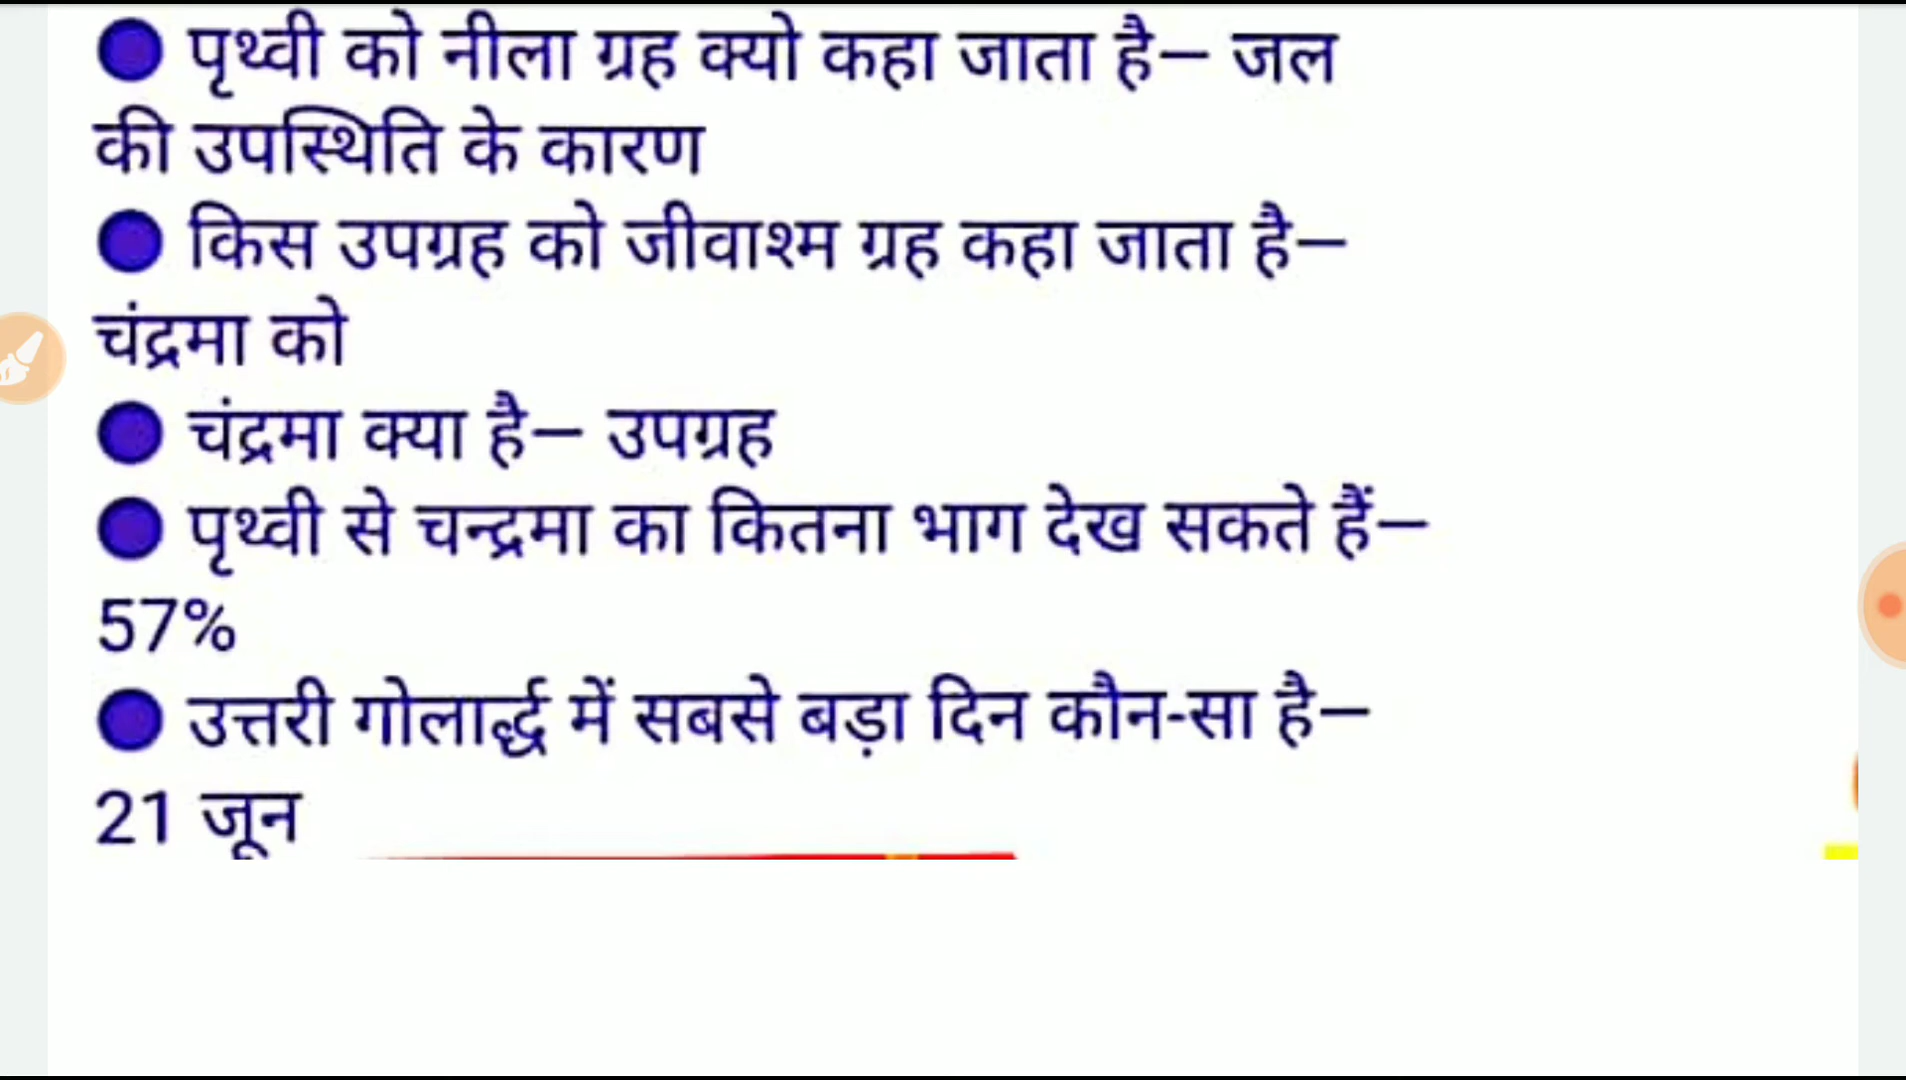 ● पृथ्वी को नीला ग्रह क्यो कहा जाता है– जल
की उपस्थिति के कारण
● किस उपग्रह को जीवाश्म ग्रह कहा जाता है–
चंद्रमा को
● चंद्रमा क्या है– उपग्रह
● पृथ्वी से चन्द्रमा का कितना भाग देख सकते हैं–
57%
● उत्तरी गोलार्द्ध में सबसे बड़ा दिन कौन-सा है–
21 जून